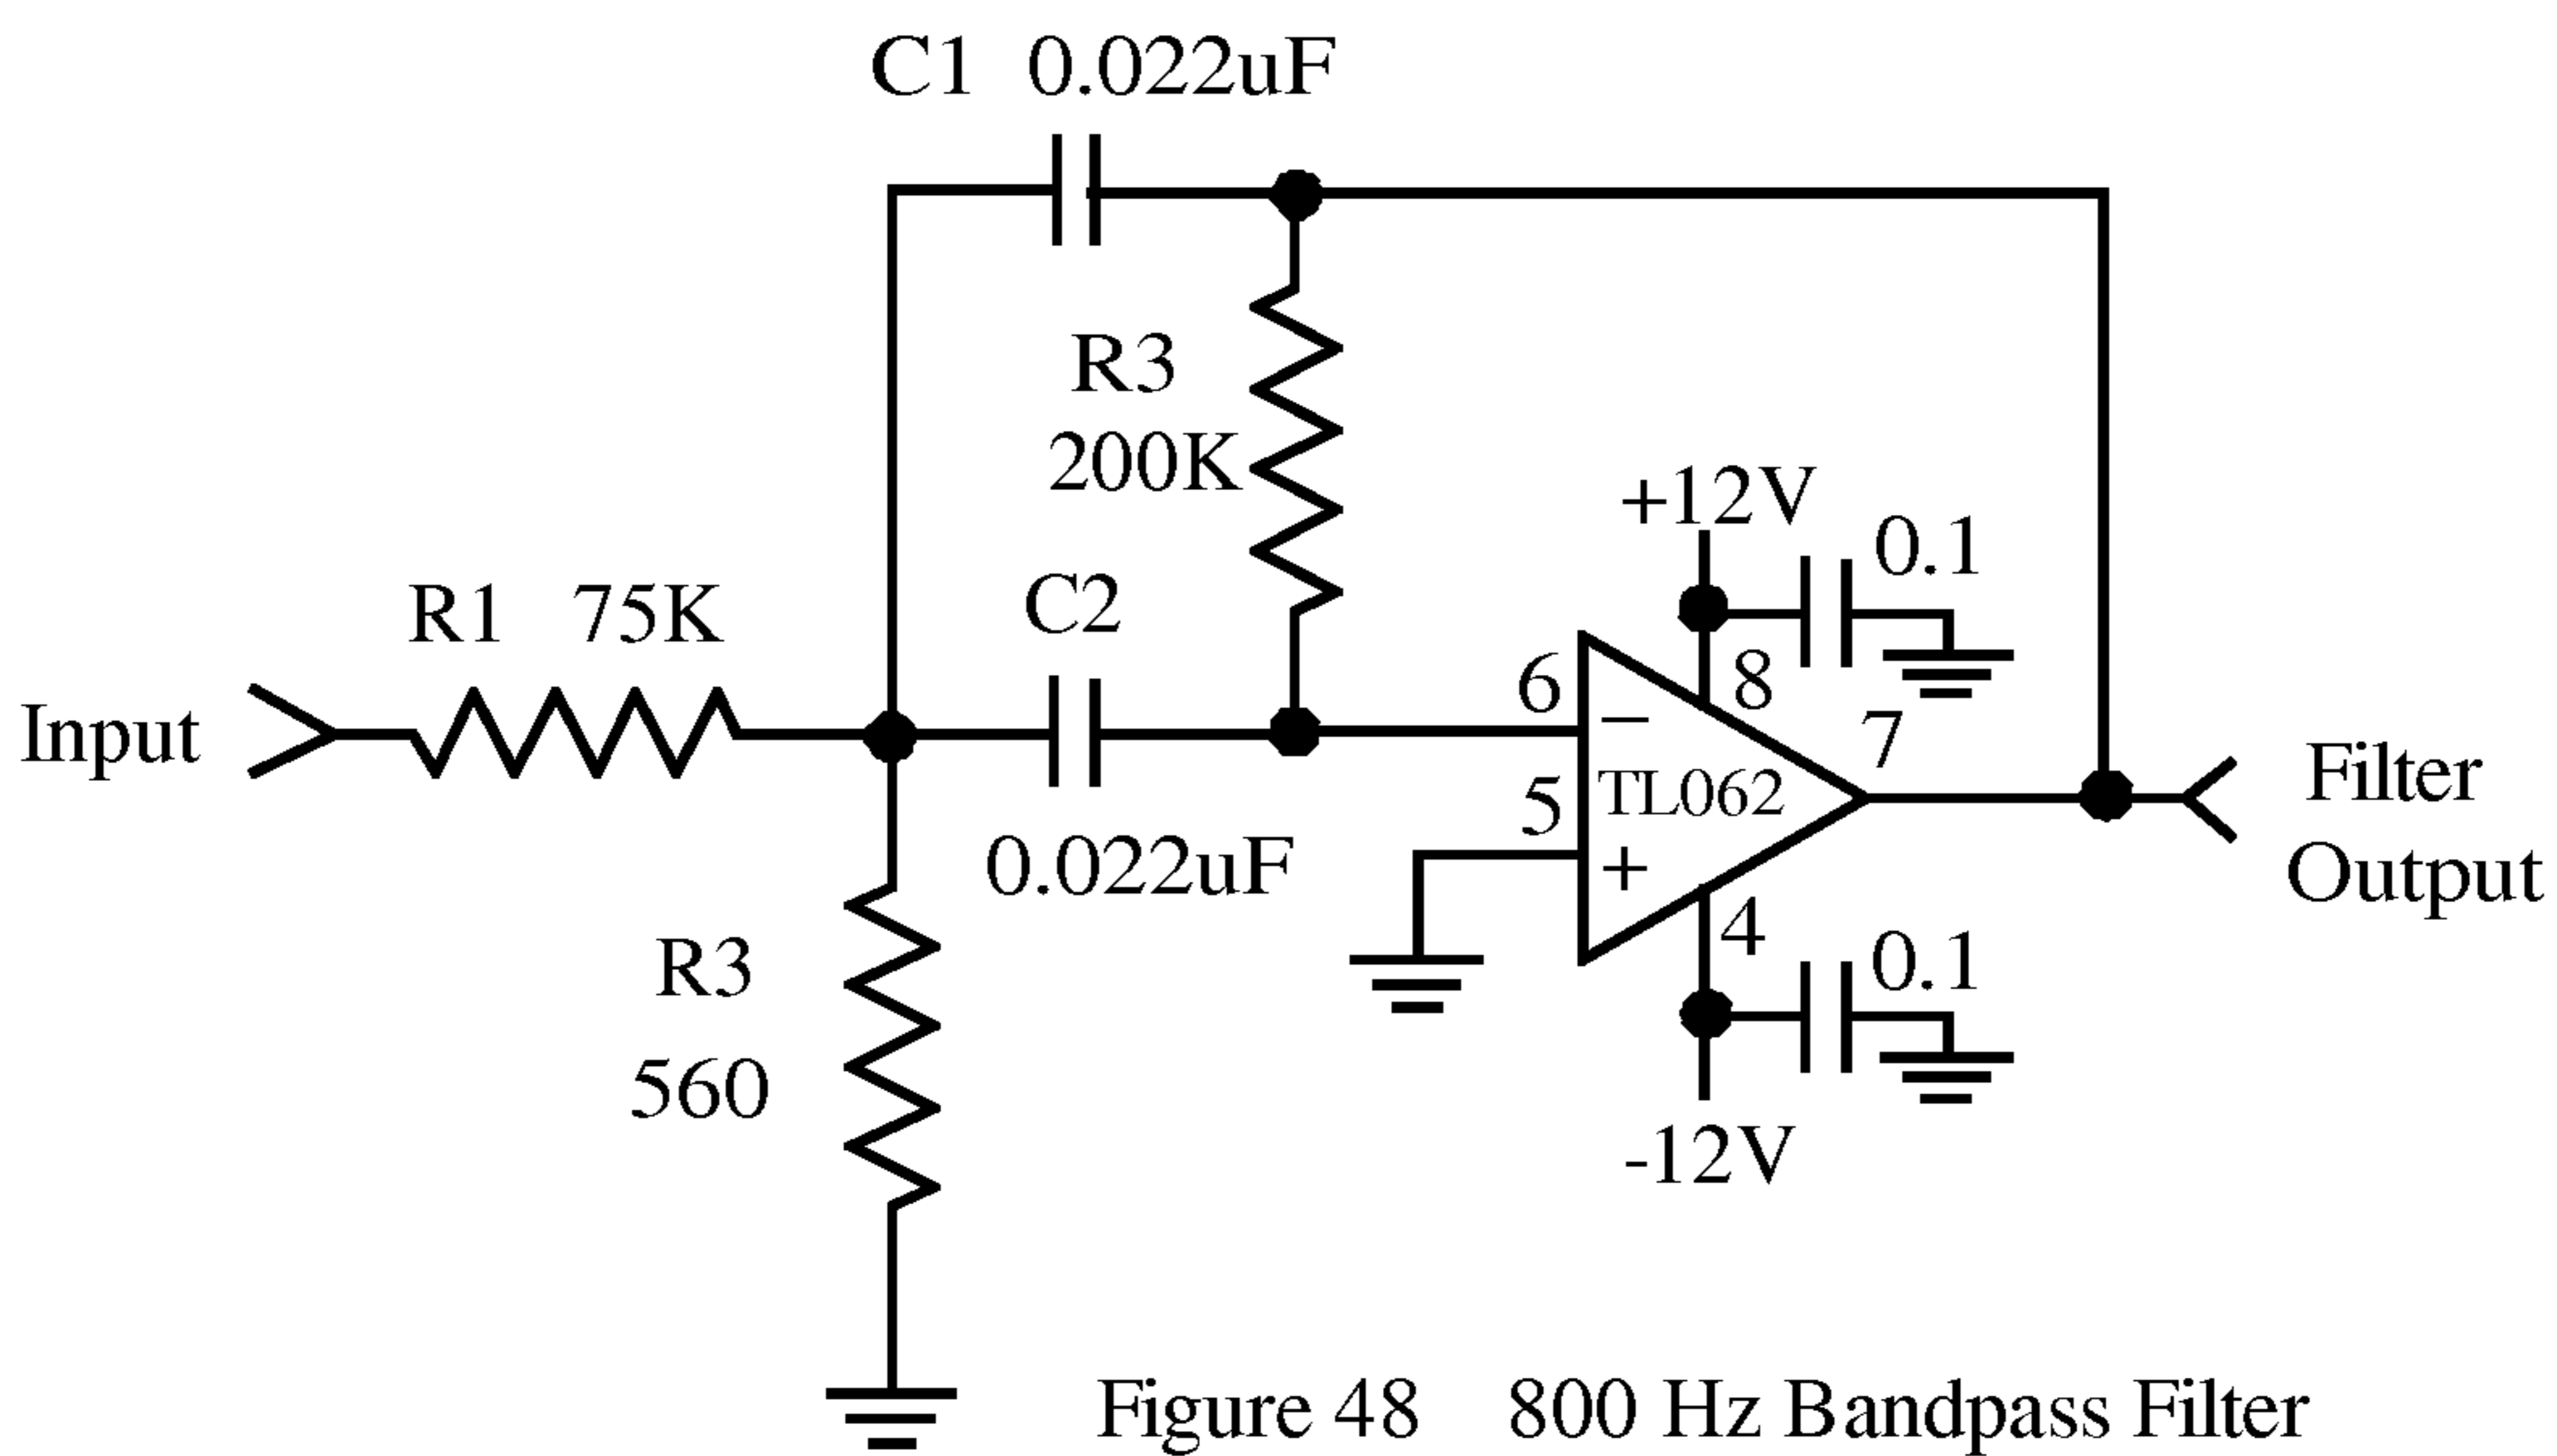 C1 0.022uF
R3
200K
+12V
0.1
R1 75K
C2
6
8
7
Input
−
TL062
5
+
Filter
Output
0.022uF
R3
560
4
0.1
-12V
Figure 48 800 Hz Bandpass Filter